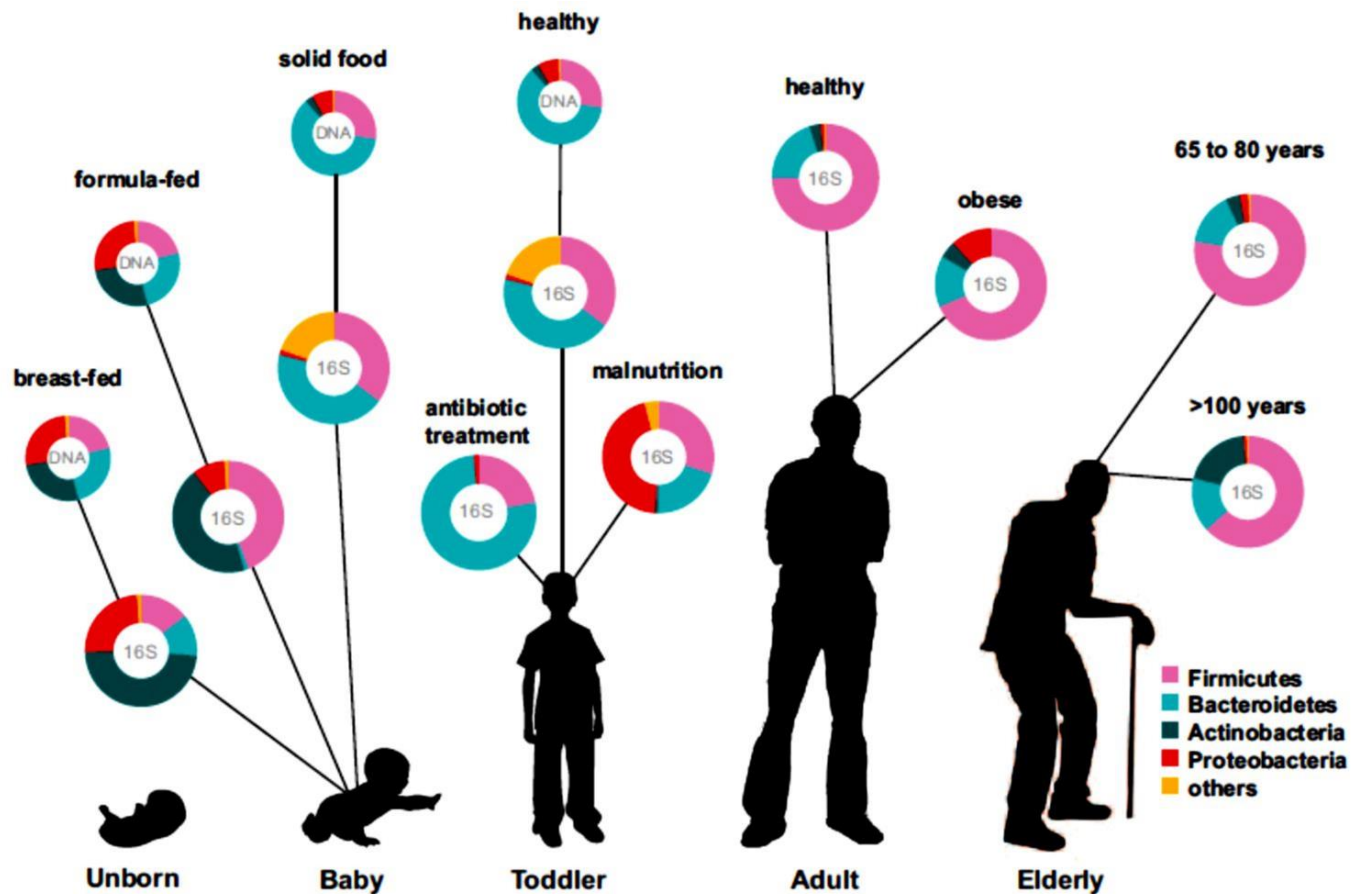 healthy
solid food
DNA
DNA
healthy
16S
formula-fed
DNA
65 to 80 years
16S
obese
16S
16S
breast-fed
DNA
16S
16S
antibiotic
treatment
16S
malnutrition
16S
>100 years
16S
16S
16S
Firmicutes
Bacteroidetes
Actinobacteria
Proteobacteria
others
Unborn
Baby
Toddler
Adult
Elderly